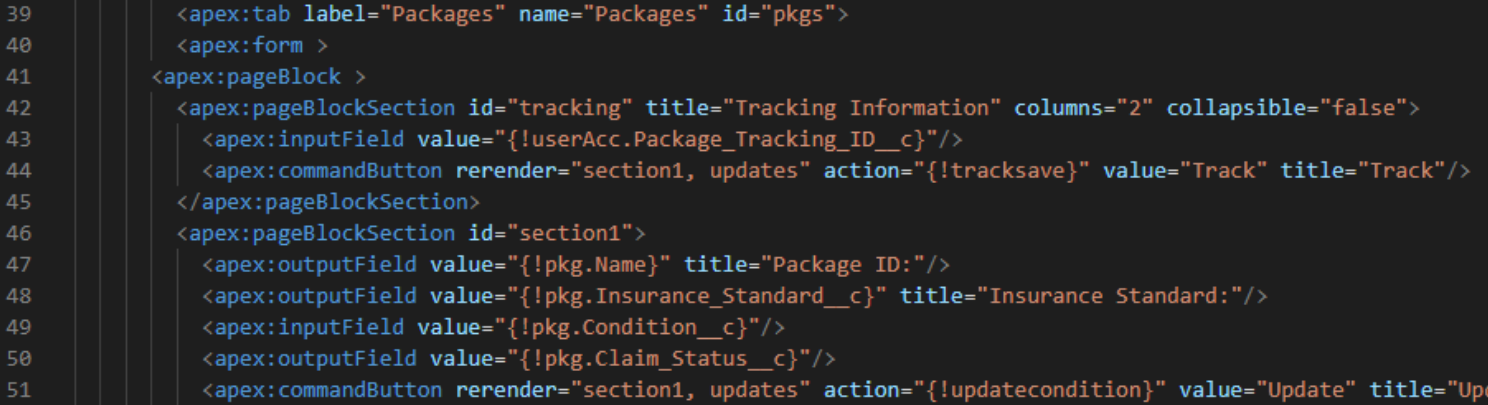 39 <apex:tab label="Packages" name="Packages" id="pkgs">
40 <apex:form >
41 <apex:pageBlock >
42 <apex:pageBlockSection id="tracking" title="Tracking Information" columns="2" collapsible="false">
43 <apex:inputField value="{!userAcc.Package_Tracking_ID__c}"/>
44 <apex:commandButton rerender="section1, updates" action="{!tracksave}" value="Track" title="Track"/>
45 </apex:pageBlockSection>
46 <apex:pageBlockSection id="section1">
47 <apex:outputField value="{!pkg.Name}" title="Package ID:"/>
48 <apex:outputField value="{!pkg.Insurance_Standard__c}" title="Insurance Standard:"/>
49 <apex:inputField value="{!pkg.Condition__c}"/>
50 <apex:outputField value="{!pkg.Claim_Status__c}"/>
51 <apex:commandButton rerender="section1, updates" action="{!updatecondition}" value="Update" title="Up